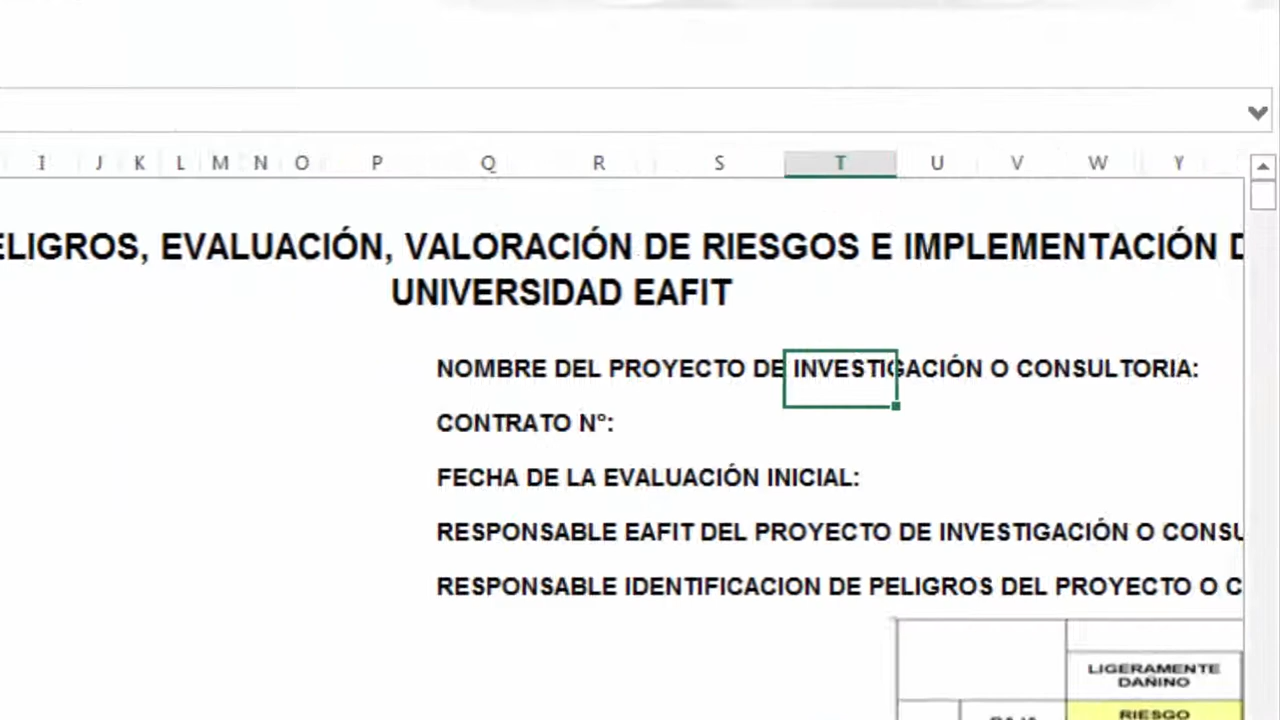 I J K L M N O P Q R S T U V W Y
ELIGROS, EVALUACIÓN, VALORACIÓN DE RIESGOS E IMPLEMENTACIÓN D
UNIVERSIDAD EAFIT
NOMBRE DEL PROYECTO DE INVESTIGACIÓN O CONSULTORIA:
CONTRATO N°:
FECHA DE LA EVALUACIÓN INICIAL:
RESPONSABLE EAFIT DEL PROYECTO DE INVESTIGACIÓN O CONSU
RESPONSABLE IDENTIFICACION DE PELIGROS DEL PROYECTO O C
LIGERAMENTE
DAÑINO
RIESGO